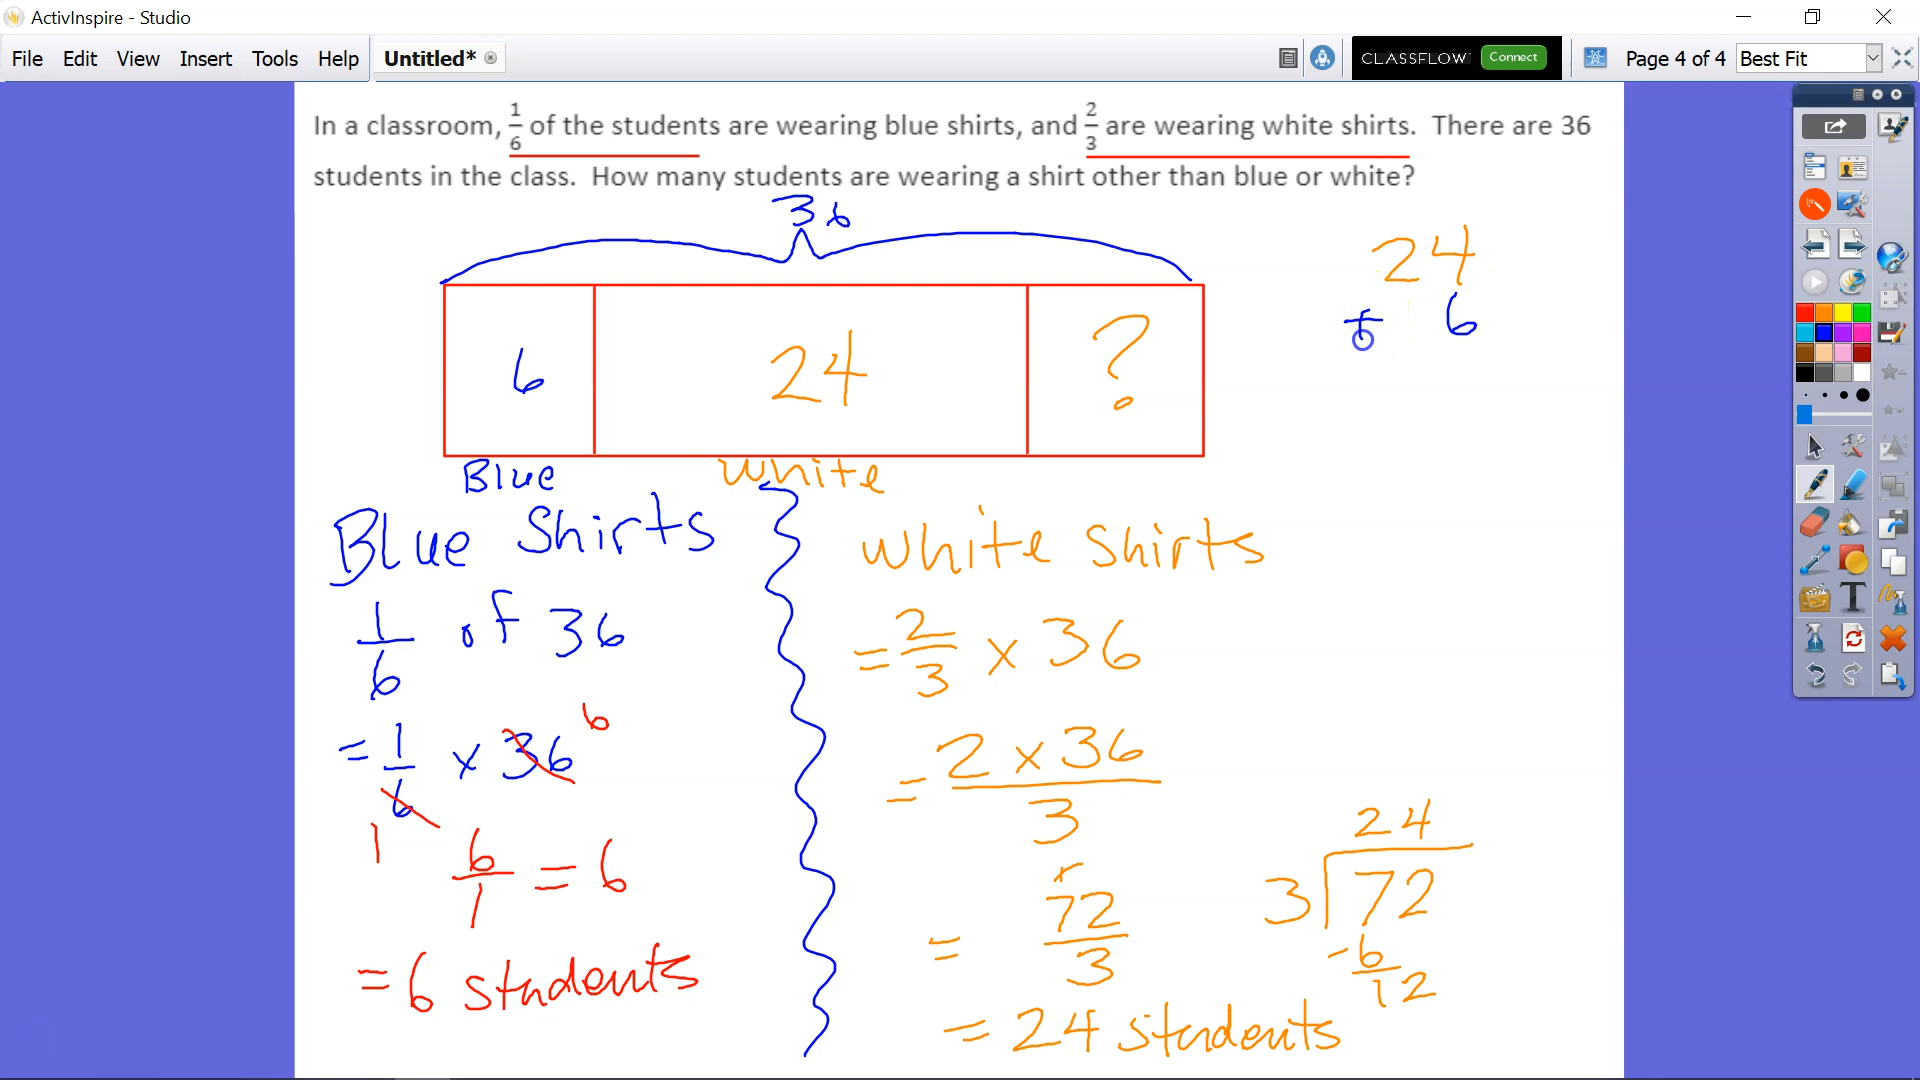 ActivInspire - Studio
File Edit View Insert Tools Help Untitled* CLASSFLOW Connect Page 4 of 4 Best Fit
In a classroom, 1/6 of the students are wearing blue shirts, and 2/3 are wearing white shirts. There are 36
students in the class. How many students are wearing a shirt other than blue or white?
36
6 24 ?
Blue White
24
+ 6
Blue Shirts
1/6 of 36
= 1/6 x 36 6
1
6/1 = 6
= 6 students
White Shirts
= 2/3 x 36
= 2 x 36 / 3
= 72/3
= 24 students
24
3 72
-6
12